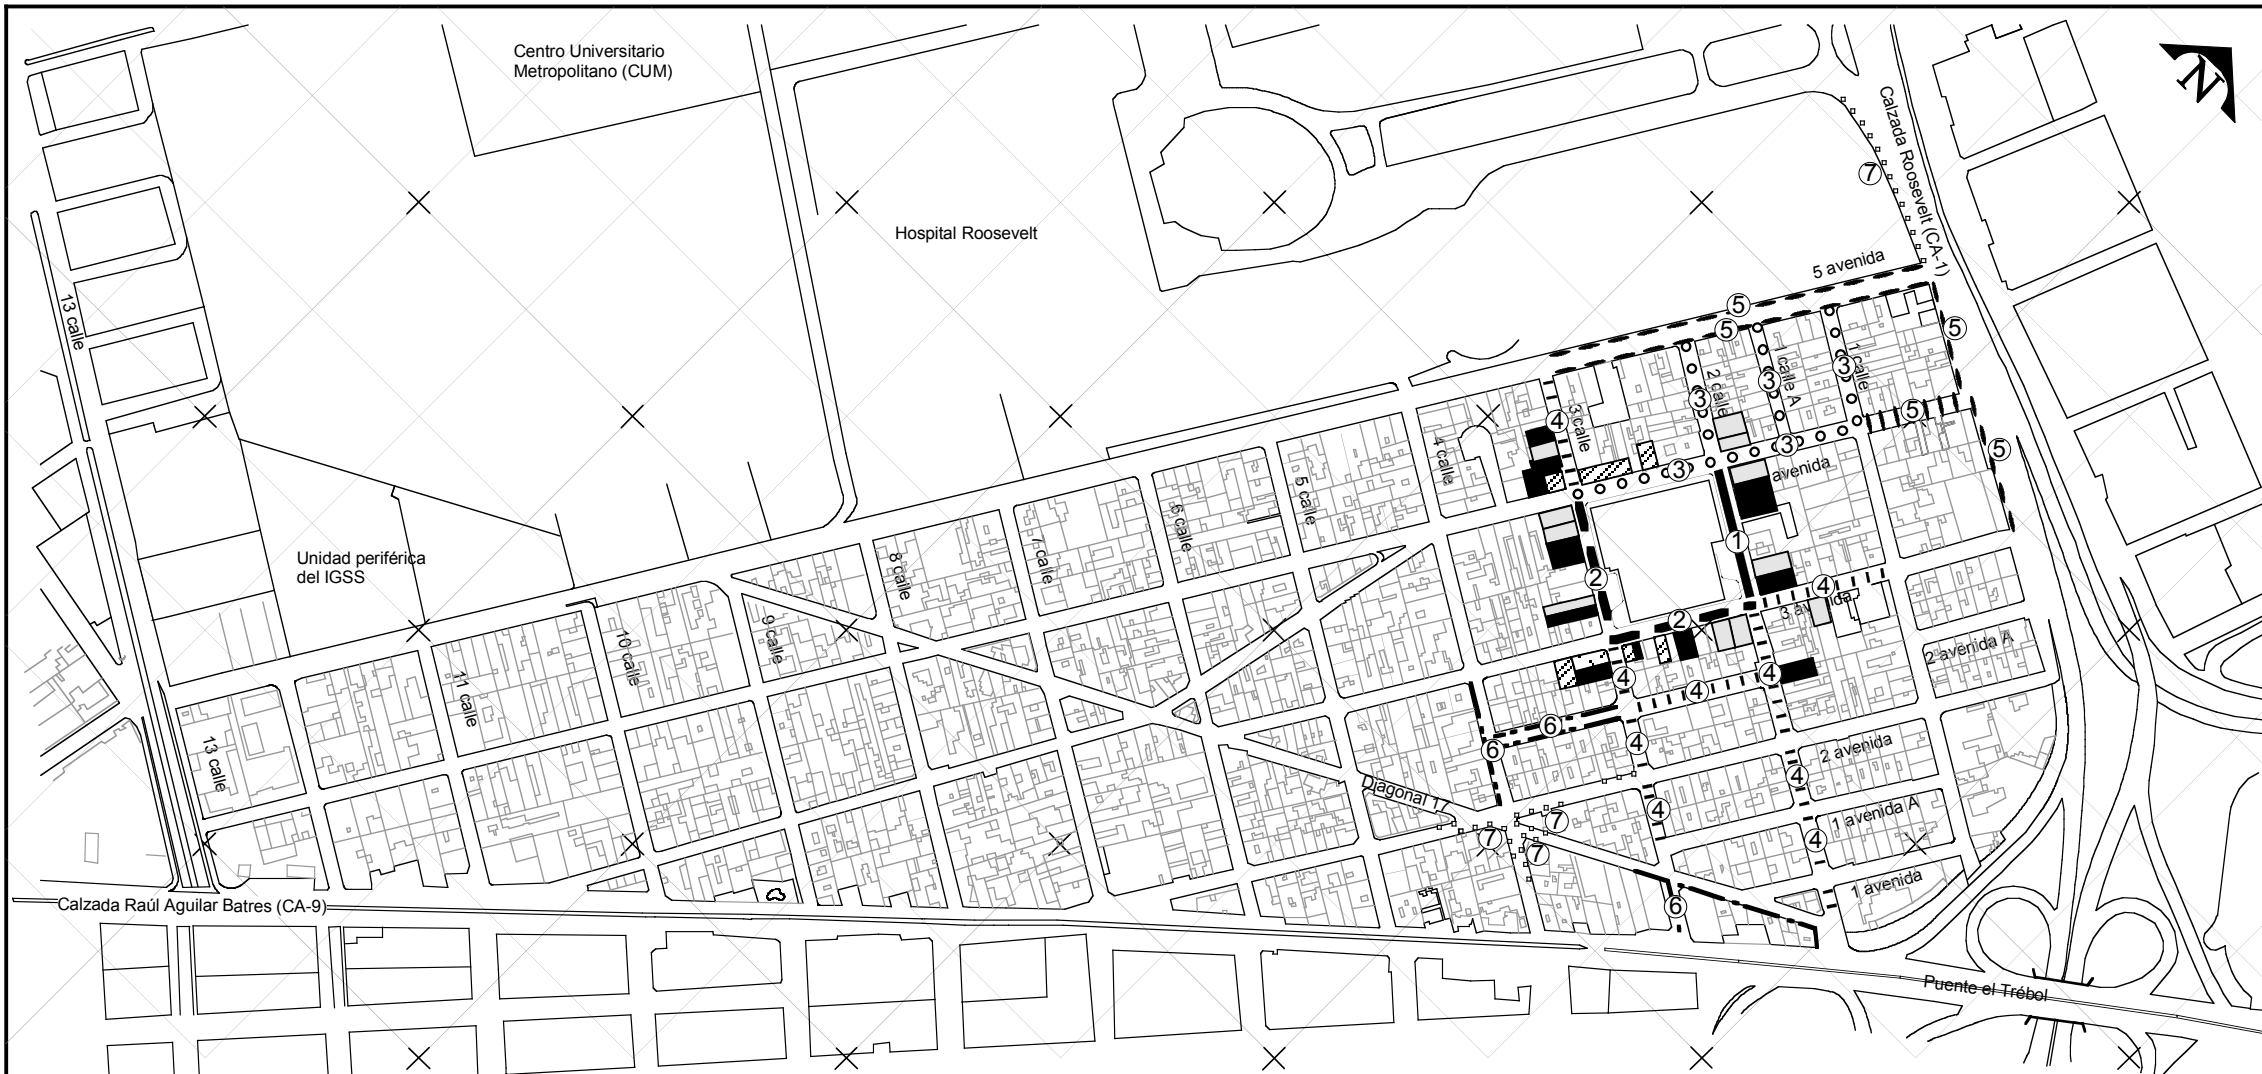 Centro Universitario
Metropolitano (CUM)
N
Calzada Roosevelt (CA-1)
7
Hospital Roosevelt
5 avenida
13 calle
5
5
5
1 calle
1 calle A
2 calle
3
3
3
5
4
3 calle
4 calle
3
3
5
avenida
5 calle
6 calle
7 calle
8 calle
1
Unidad periférica
del IGSS
2
4
3 avenida
2
9 calle
10 calle
2 avenida A
4
4
4
11 calle
6
6
4
2 avenida
13 calle
4
Diagonal 17
4
1 avenida A
7
7
7
4
1 avenida
6
Calzada Raúl Aguilar Batres (CA-9)
Puente el Trébol